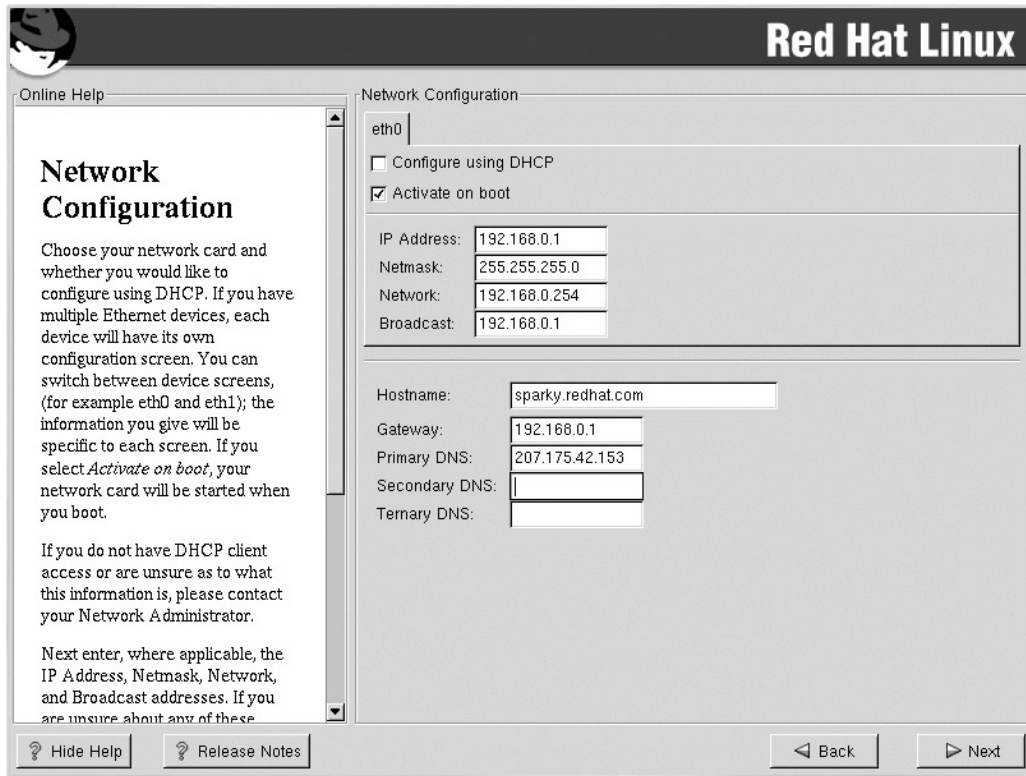 Red Hat Linux
Online Help
Network
Configuration
Choose your network card and
whether you would like to
configure using DHCP. If you have
multiple Ethernet devices, each
device will have its own
configuration screen. You can
switch between device screens,
(for example eth0 and eth1); the
information you give will be
specific to each screen. If you
select Activate on boot, your
network card will be started when
you boot.
If you do not have DHCP client
access or are unsure as to what
this information is, please contact
your Network Administrator.
Next enter, where applicable, the
IP Address, Netmask, Network,
and Broadcast addresses. If you
are unsure about any of these
Network Configuration
eth0
Configure using DHCP
Activate on boot
IP Address: 192.168.0.1
Netmask: 255.255.255.0
Network: 192.168.0.254
Broadcast: 192.168.0.1
Hostname: sparky.redhat.com
Gateway: 192.168.0.1
Primary DNS: 207.175.42.153
Secondary DNS:
Ternary DNS:
? Hide Help ? Release Notes Back Next